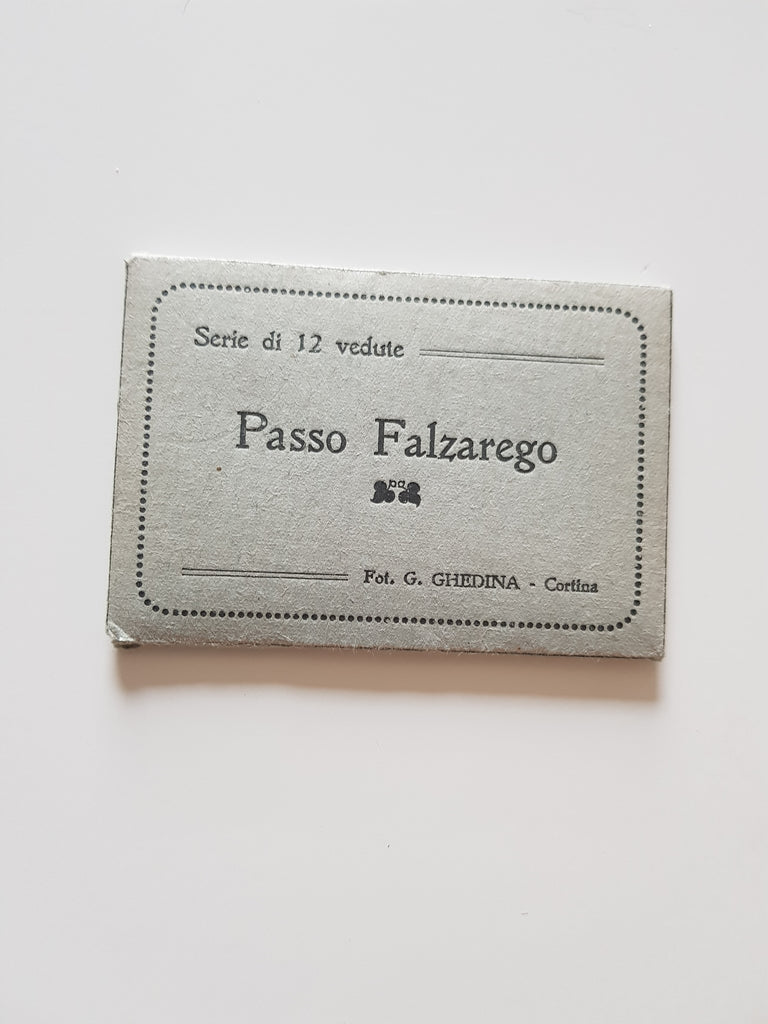 Serie di 12 vedute
Passo Falzarego
Fot. G. GHEDINA - Cortina